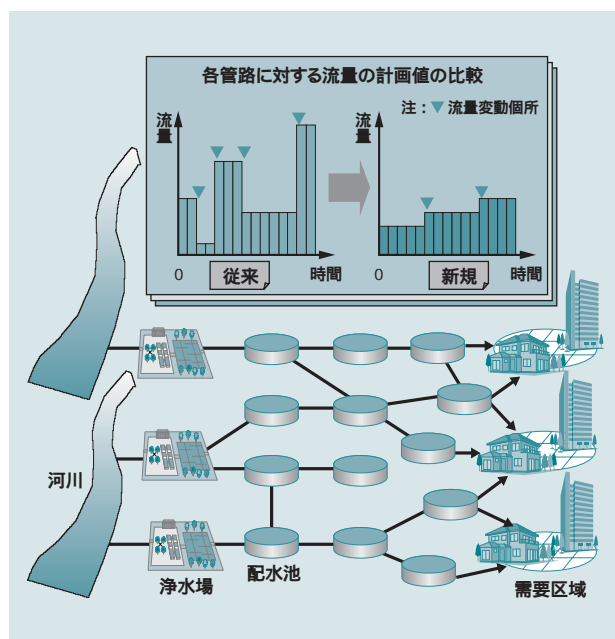 各管路に対する流量の計画値の比較
注：▼ 流量変動個所
流量
0
従来
時間
流量
0
新規
時間
河川
浄水場
配水池
需要区域